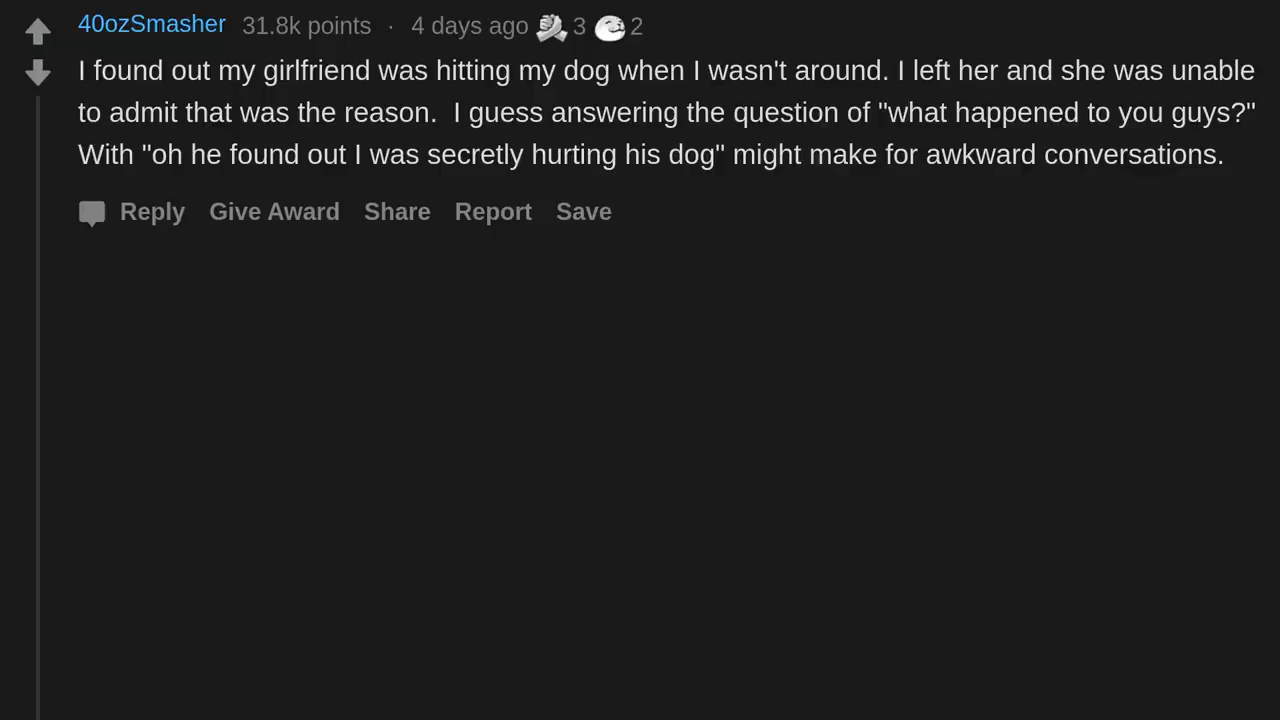 40ozSmasher 31.8k points · 4 days ago 3 2
I found out my girlfriend was hitting my dog when I wasn't around. I left her and she was unable
to admit that was the reason.  I guess answering the question of "what happened to you guys?"
With "oh he found out I was secretly hurting his dog" might make for awkward conversations.
Reply Give Award Share Report Save